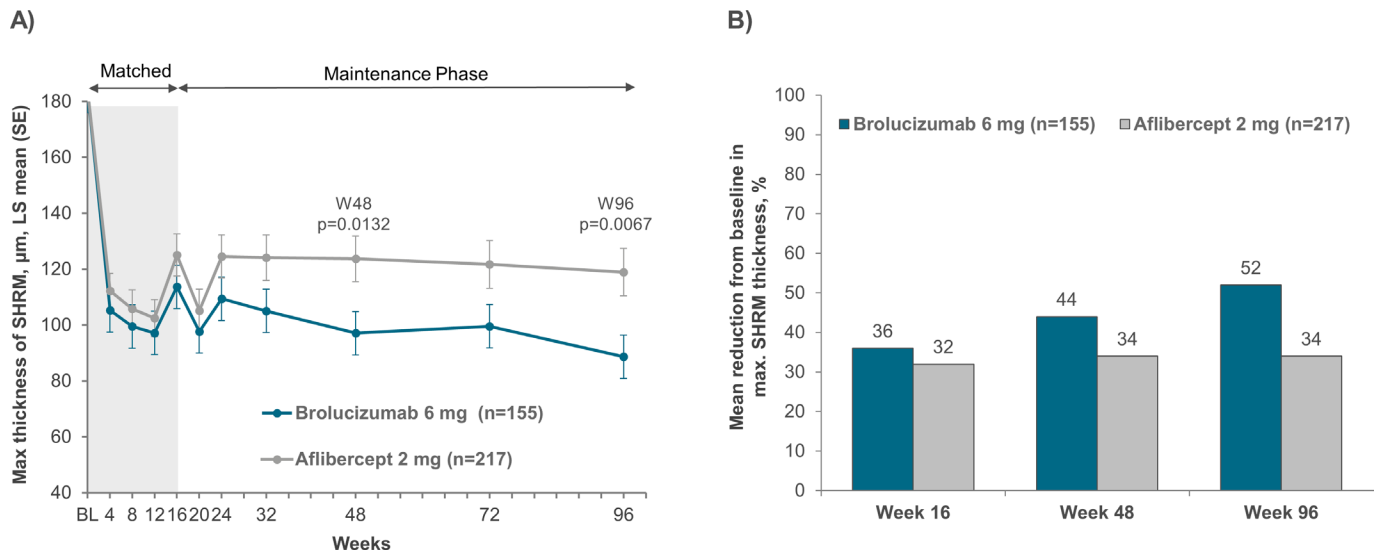 A)
Matched
Maintenance Phase
Max thickness of SHRM, µm, LS mean (SE)
180
160
140
120
100
80
60
40
W48
p=0.0132
W96
p=0.0067
Brolucizumab 6 mg (n=155)
Aflibercept 2 mg (n=217)
BL 4 8 12 16 20 24 32 48 72 96
Weeks
B)
Mean reduction from baseline in
max. SHRM thickness, %
100
90
80
70
60
50
40
30
20
10
0
Brolucizumab 6 mg (n=155) Aflibercept 2 mg (n=217)
36 32 44 34 52 34
Week 16 Week 48 Week 96